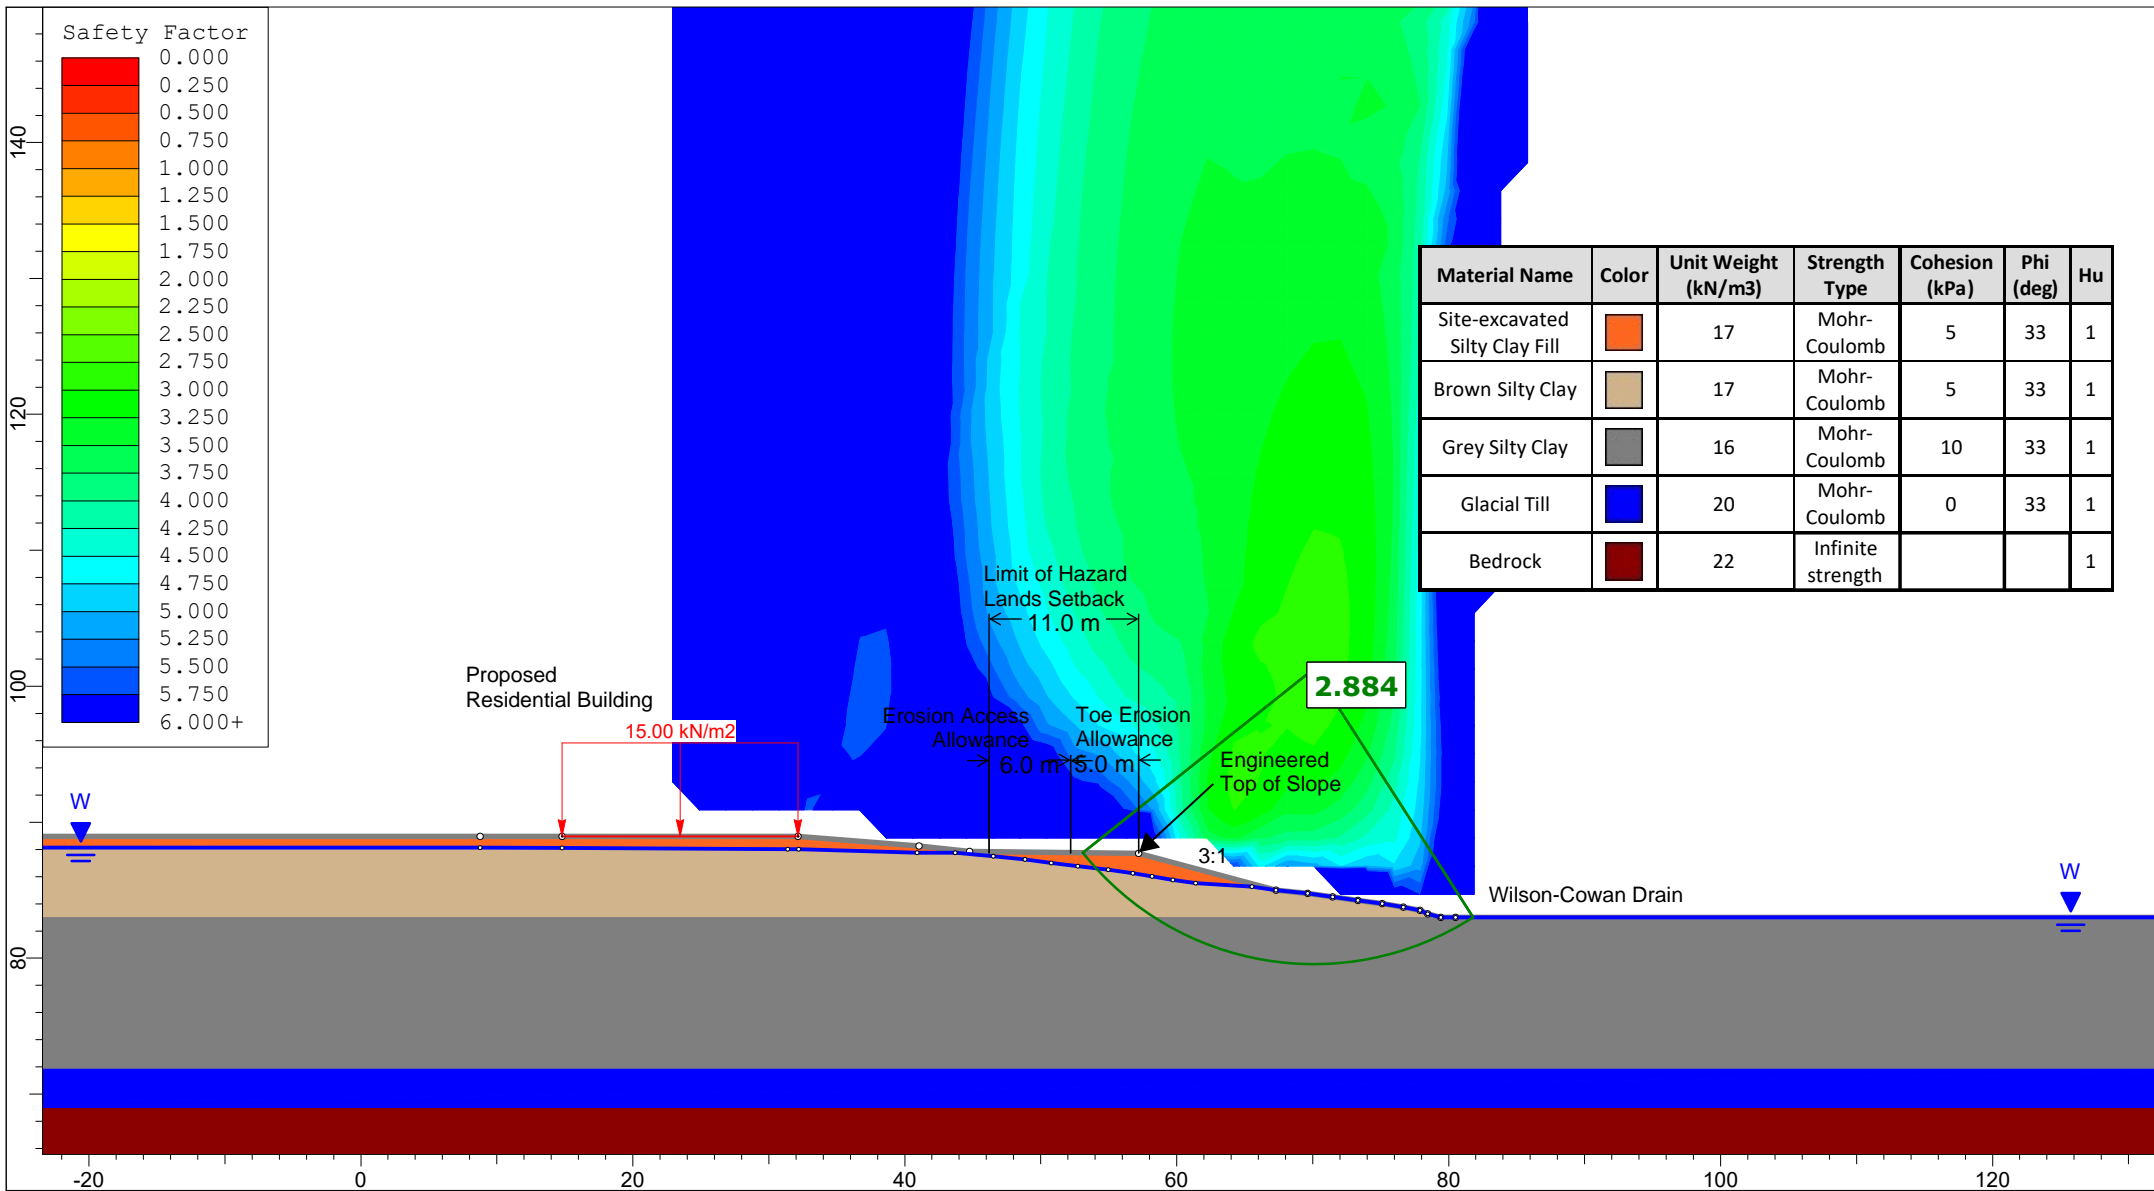 Safety Factor
0.000
0.250
0.500
0.750
1.000
1.250
1.500
1.750
2.000
2.250
2.500
2.750
3.000
3.250
3.500
3.750
4.000
4.250
4.500
4.750
5.000
5.250
5.500
5.750
6.000+
Material Name Color Unit Weight (kN/m3) Strength Type Cohesion (kPa) Phi (deg) Hu
Site-excavated Silty Clay Fill 17 Mohr-Coulomb 5 33 1
Brown Silty Clay 17 Mohr-Coulomb 5 33 1
Grey Silty Clay 16 Mohr-Coulomb 10 33 1
Glacial Till 20 Mohr-Coulomb 0 33 1
Bedrock 22 Infinite strength 1
Limit of Hazard
Lands Setback
11.0 m
Proposed
Residential Building
15.00 kN/m2
Erosion Access
Allowance
6.0 m
Toe Erosion
Allowance
5.0 m
2.884
Engineered
Top of Slope
3:1
Wilson-Cowan Drain
W
W
140
120
100
80
-20 0 20 40 60 80 100 120